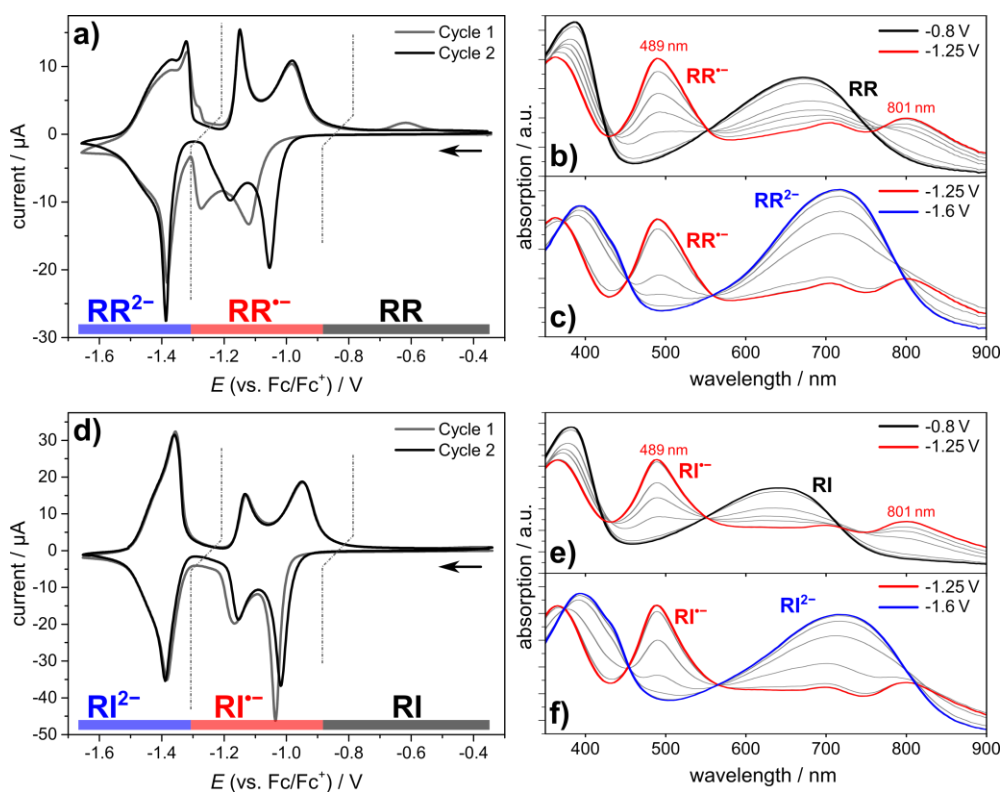 a)
Cycle 1
Cycle 2
10
0
-10
-20
-30
current / µA
RR²⁻
RR•⁻
RR
-1.6 -1.4 -1.2 -1.0 -0.8 -0.6 -0.4
E (vs. Fc/Fc⁺) / V
b)
489 nm
RR•⁻
RR
801 nm
-0.8 V
-1.25 V
absorption / a.u.
c)
RR•⁻
RR²⁻
-1.25 V
-1.6 V
400 500 600 700 800 900
wavelength / nm
d)
Cycle 1
Cycle 2
30
20
10
0
-10
-20
-30
-40
-50
current / µA
RI²⁻
RI•⁻
RI
-1.6 -1.4 -1.2 -1.0 -0.8 -0.6 -0.4
E (vs. Fc/Fc⁺) / V
e)
489 nm
RI•⁻
RI
801 nm
-0.8 V
-1.25 V
absorption / a.u.
f)
RI•⁻
RI²⁻
-1.25 V
-1.6 V
400 500 600 700 800 900
wavelength / nm